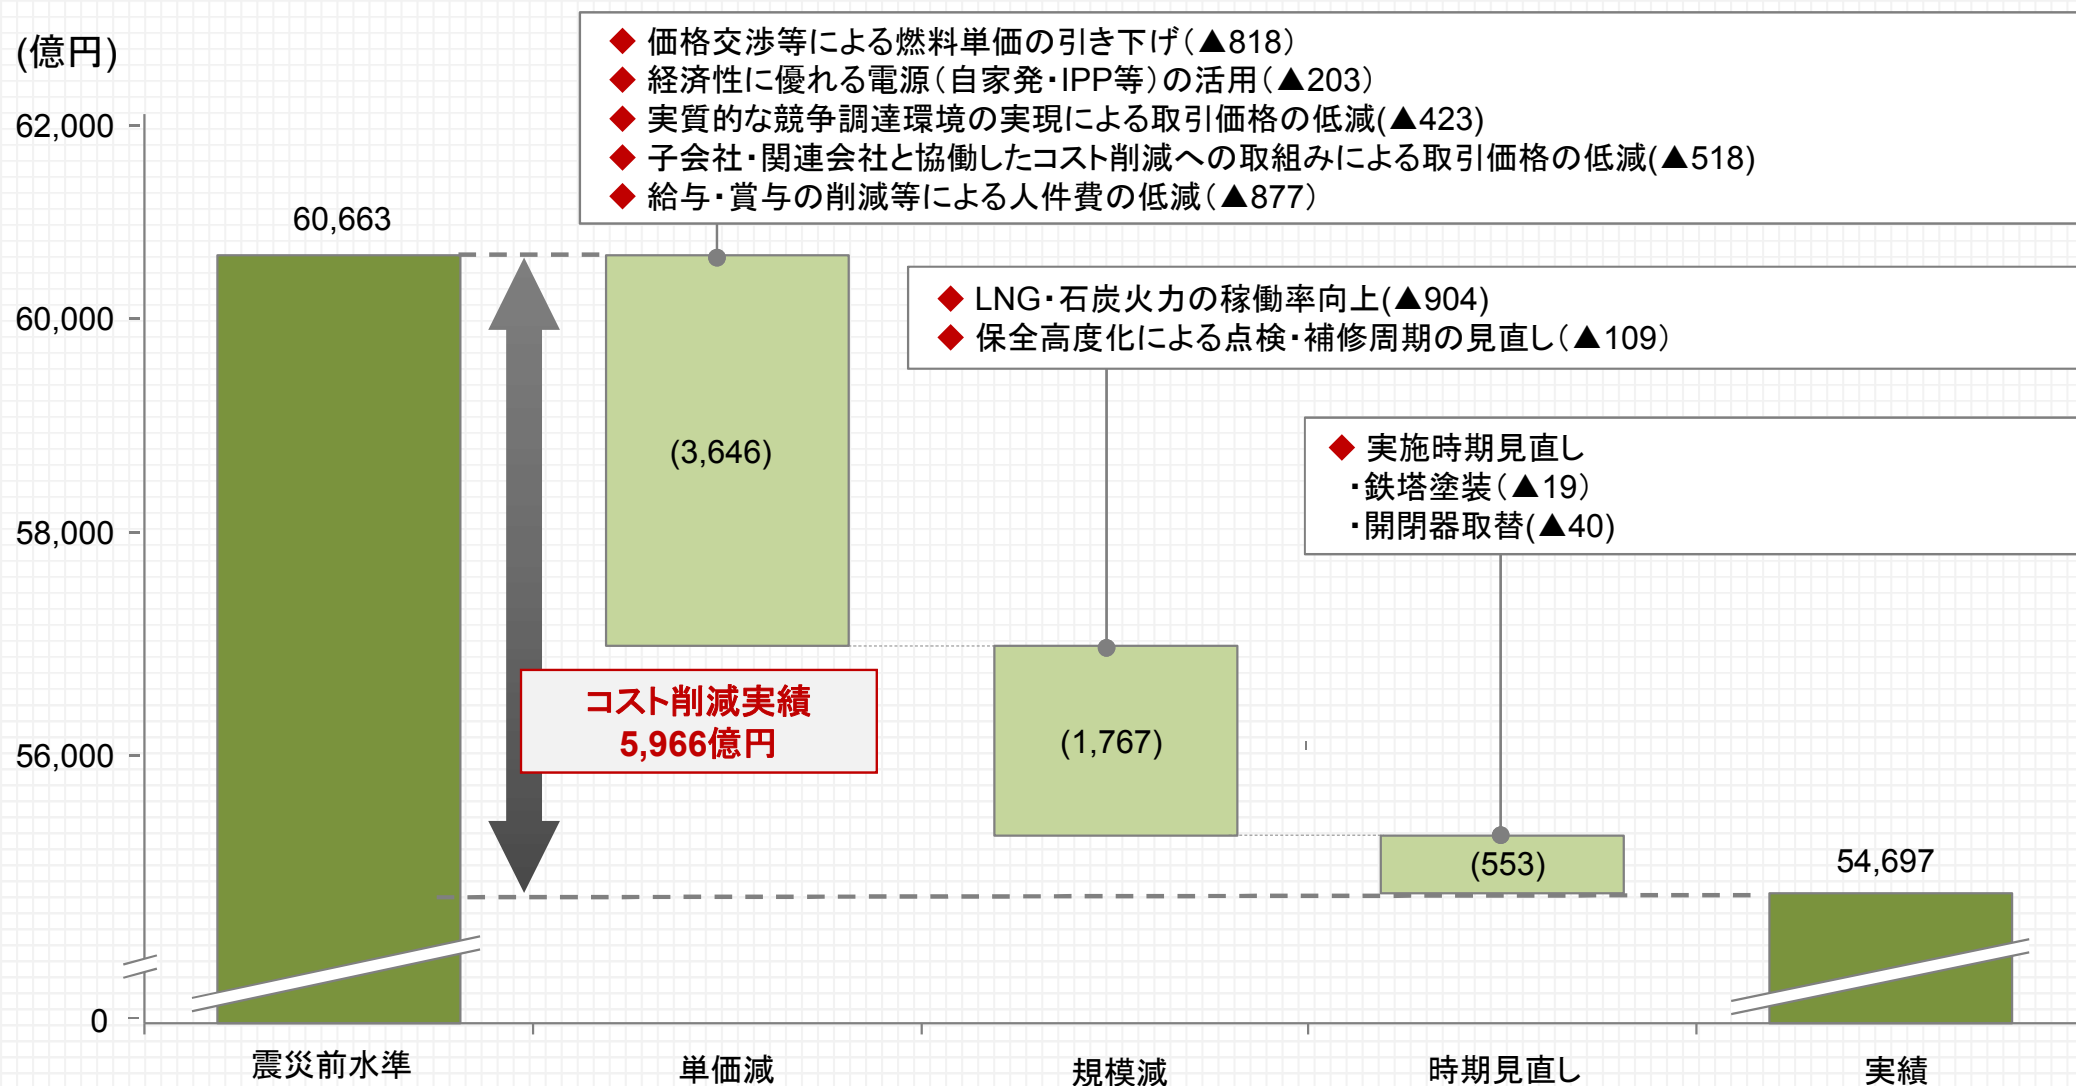 (億円)
◆ 価格交渉等による燃料単価の引き下げ（▲818）
◆ 経済性に優れる電源（自家発・IPP等）の活用（▲203）
◆ 実質的な競争調達環境の実現による取引価格の低減(▲423)
◆ 子会社・関連会社と協働したコスト削減への取組みによる取引価格の低減(▲518)
◆ 給与・賞与の削減等による人件費の低減（▲877）
62,000
60,663
◆ LNG・石炭火力の稼働率向上(▲904)
◆ 保全高度化による点検・補修周期の見直し（▲109）
60,000
(3,646)
◆ 実施時期見直し
・鉄塔塗装（▲19）
・開閉器取替(▲40)
58,000
コスト削減実績
5,966億円
56,000
(1,767)
(553)
54,697
0
震災前水準
単価減
規模減
時期見直し
実績